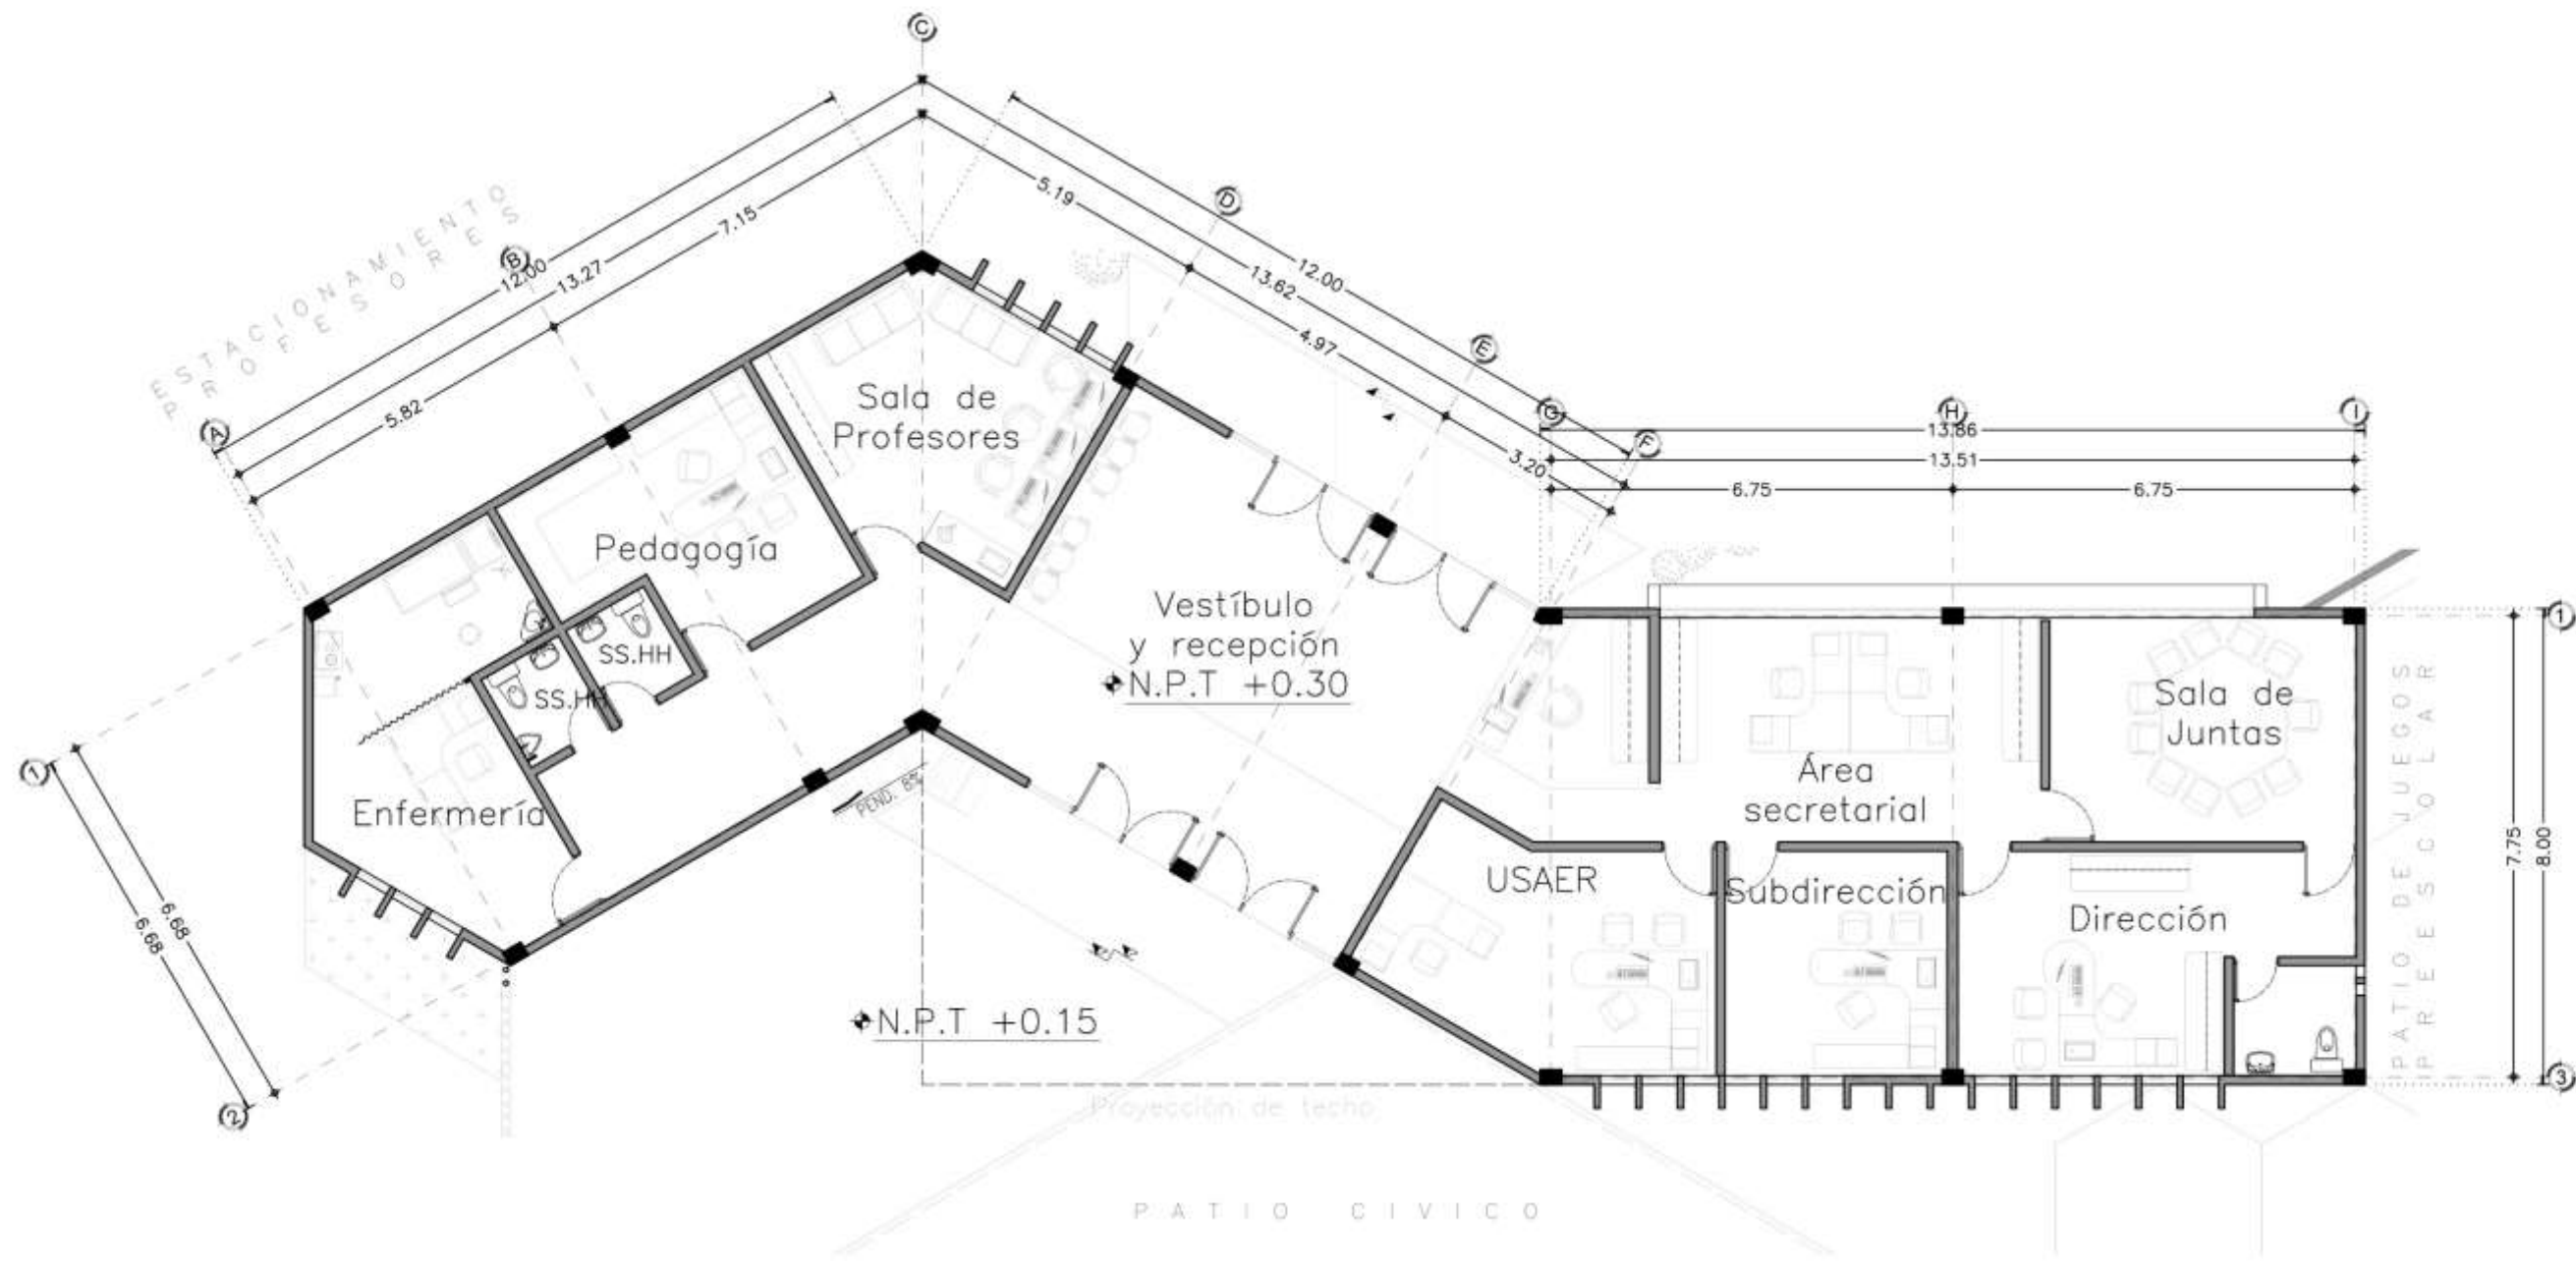 C
D
B
E
A
G
F
H
I
ESTACIONAMIENTO
PROFESORES
12.00
13.27
7.15
5.82
5.19
12.00
13.62
4.97
3.20
13.86
13.51
6.75
6.75
Sala de
Profesores
Pedagogía
SS.HH
SS.HH
Enfermería
Vestíbulo
y recepción
N.P.T +0.30
PEND. 8%
Área
secretarial
Sala de
Juntas
USAER
Subdirección
Dirección
1
2
6.68
6.68
1
3
7.75
8.00
PATIO DE JUEGOS
PREESCOLAR
N.P.T +0.15
Proyección de techo
PATIO CIVICO